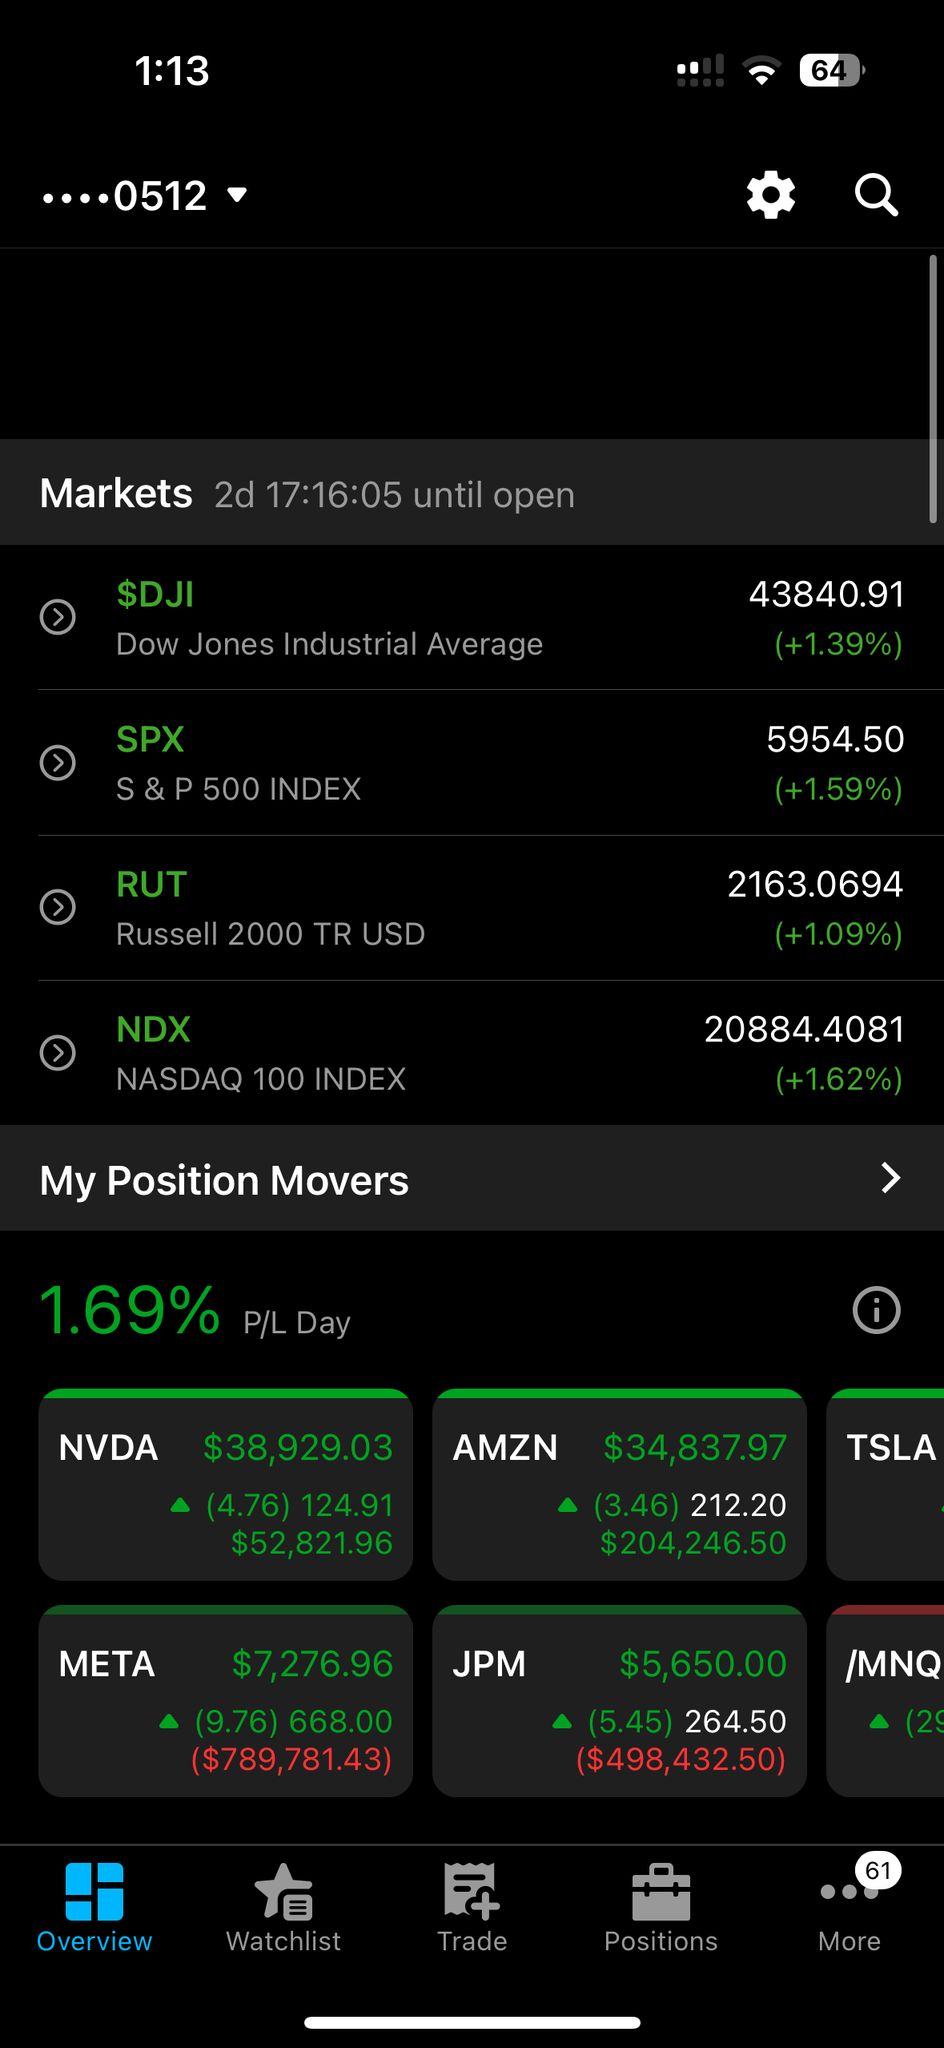 1:13
64
••••0512
Markets 2d 17:16:05 until open
$DJI 43840.91
Dow Jones Industrial Average (+1.39%)
SPX 5954.50
S & P 500 INDEX (+1.59%)
RUT 2163.0694
Russell 2000 TR USD (+1.09%)
NDX 20884.4081
NASDAQ 100 INDEX (+1.62%)
My Position Movers
1.69% P/L Day
NVDA $38,929.03
(4.76) 124.91
$52,821.96
AMZN $34,837.97
(3.46) 212.20
$204,246.50
TSLA
META $7,276.96
(9.76) 668.00
($789,781.43)
JPM $5,650.00
(5.45) 264.50
($498,432.50)
/MNQ
61
Overview
Watchlist
Trade
Positions
More